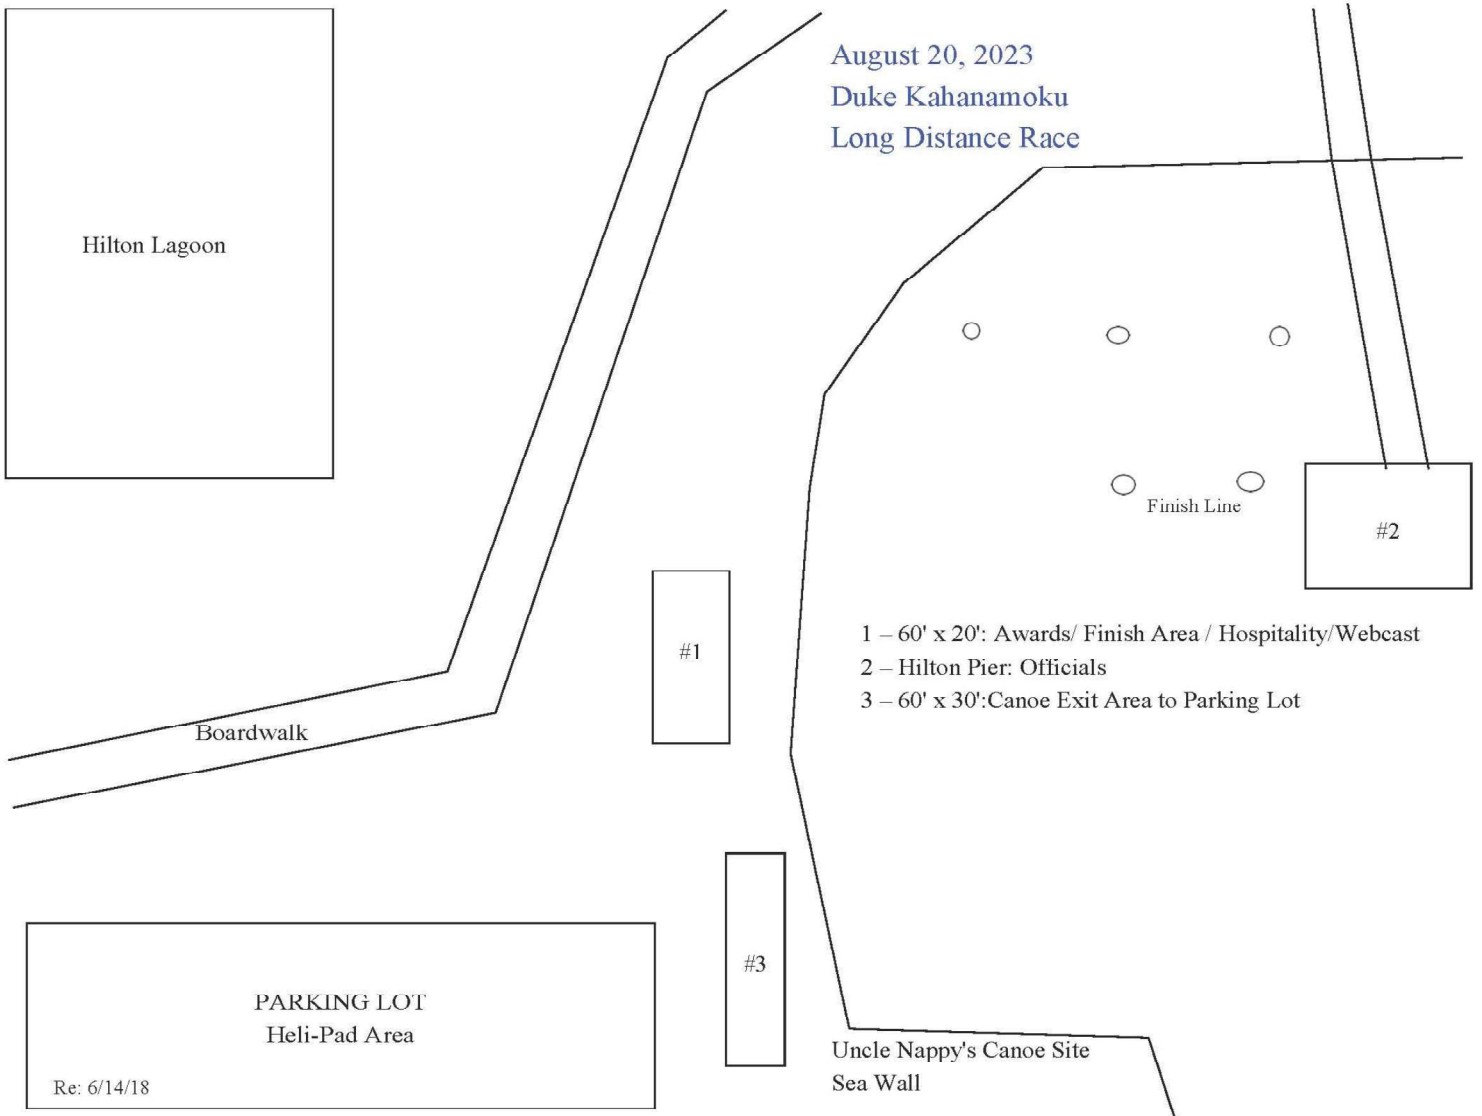 August 20, 2023
Duke Kahanamoku
Long Distance Race
Hilton Lagoon
Finish Line
#2
#1
1 – 60' x 20': Awards/ Finish Area / Hospitality/Webcast
2 – Hilton Pier: Officials
3 – 60' x 30':Canoe Exit Area to Parking Lot
Boardwalk
#3
PARKING LOT
Heli-Pad Area
Uncle Nappy's Canoe Site
Sea Wall
Re: 6/14/18